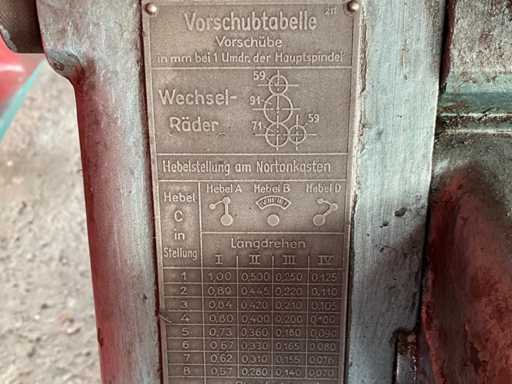 211
Vorschubtabelle
Vorschübe
in mm bei 1 Umdr. der Hauptspindel
59
Wechsel- 91
Räder 71 59
Hebelstellung am Nortonkasten
Hebel C in Stellung
Hebel A Hebel B Hebel D
Langdrehen
I II III IV
1 1,00 0,500 0,250 0,125
2 0,89 0,445 0,220 0,110
3 0,84 0,420 0,210 0,105
4 0,80 0,400 0,200 0,100
5 0,73 0,360 0,180 0,090
6 0,67 0,330 0,165 0,080
7 0,62 0,310 0,155 0,076
8 0,57 0,280 0,140 0,070